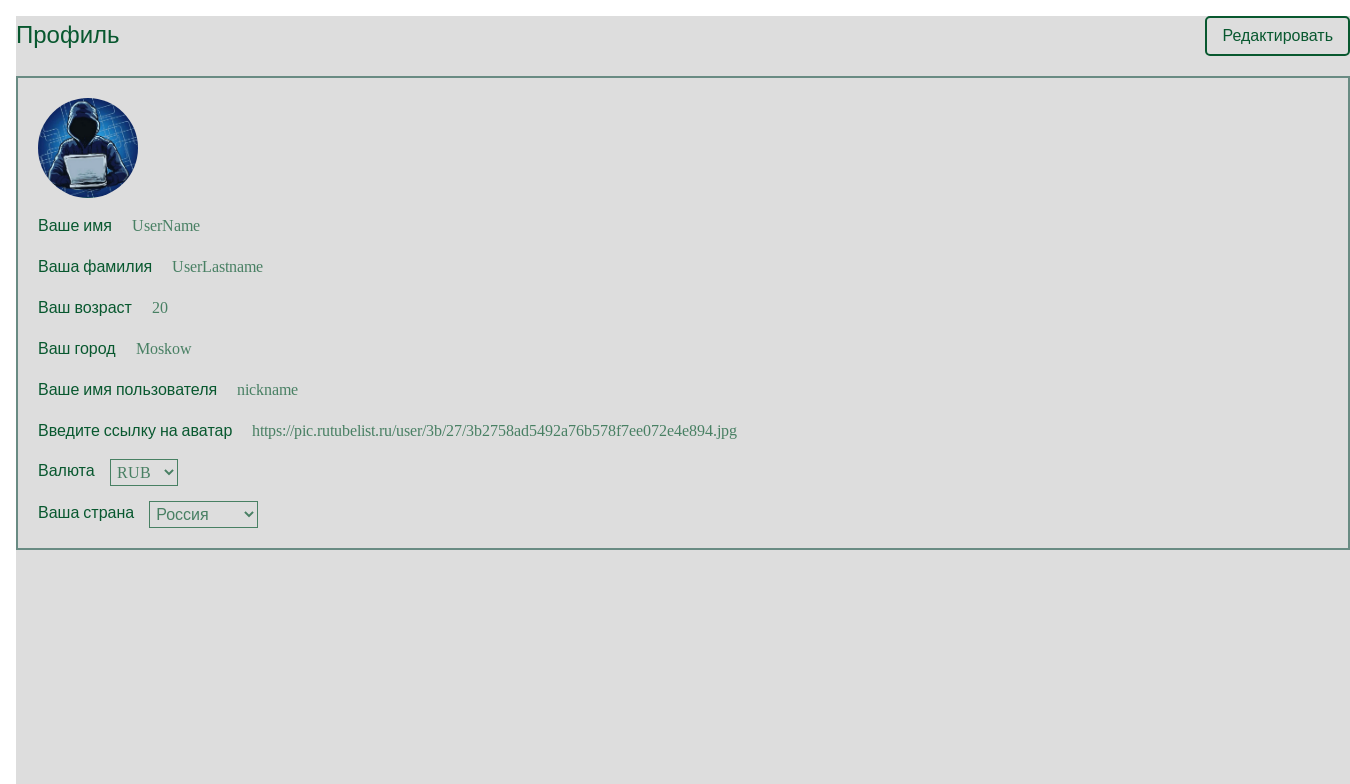 Профиль
Редактировать
Ваше имя UserName
Ваша фамилия UserLastname
Ваш возраст 20
Ваш город Moskow
Ваше имя пользователя nickname
Введите ссылку на аватар https://pic.rutubelist.ru/user/3b/27/3b2758ad5492a76b578f7ee072e4e894.jpg
Валюта RUB
Ваша страна Россия